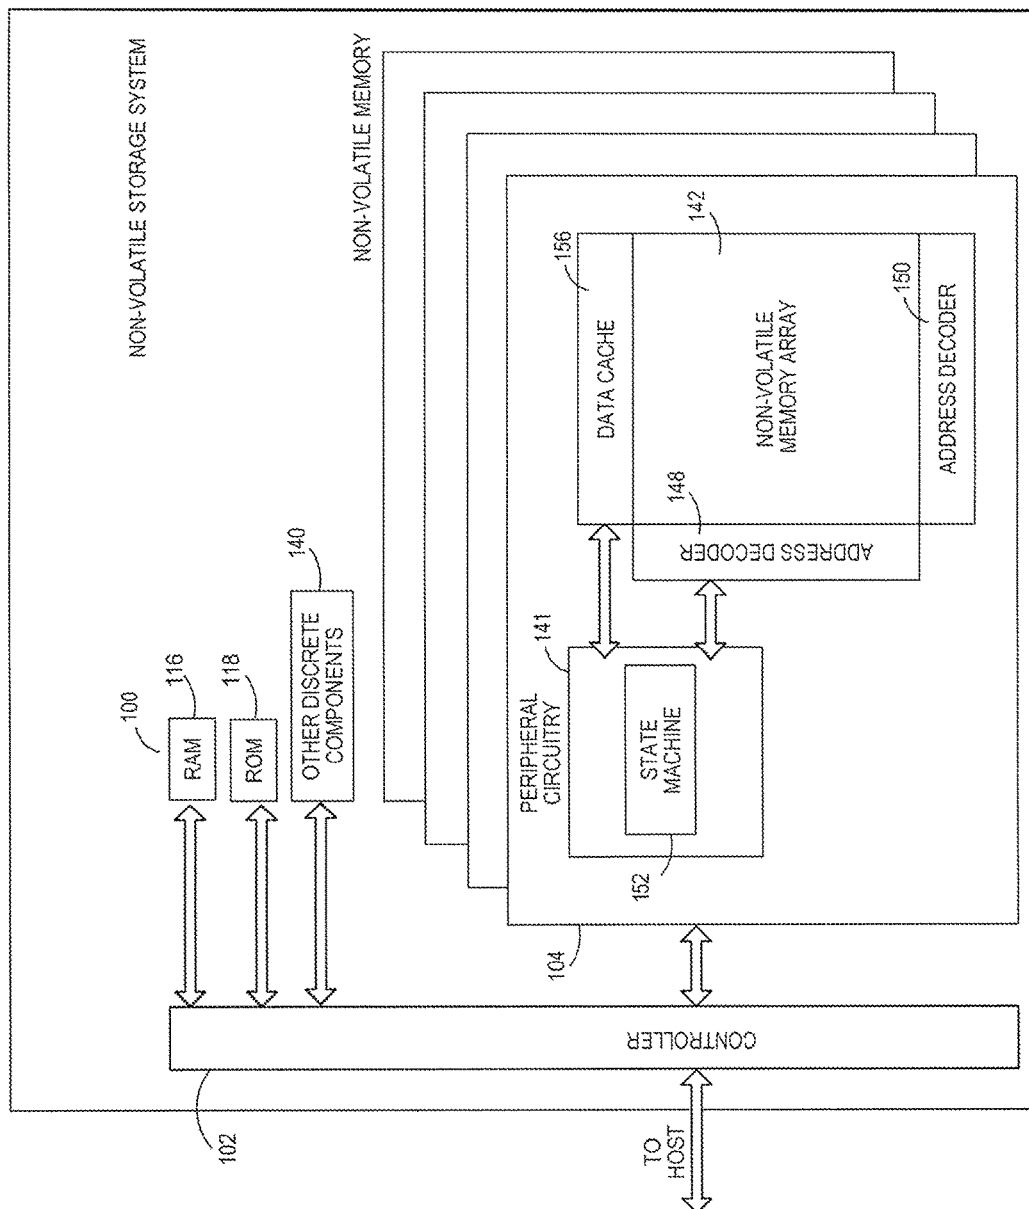 NON-VOLATILE STORAGE SYSTEM
100
RAM
116
ROM
118
OTHER DISCRETE
COMPONENTS
140
NON-VOLATILE MEMORY
102
CONTROLLER
TO
HOST
104
PERIPHERAL
CIRCUITRY
141
STATE
MACHINE
152
DATA CACHE
156
ADDRESS DECODER
148
NON-VOLATILE
MEMORY ARRAY
142
ADDRESS DECODER
150